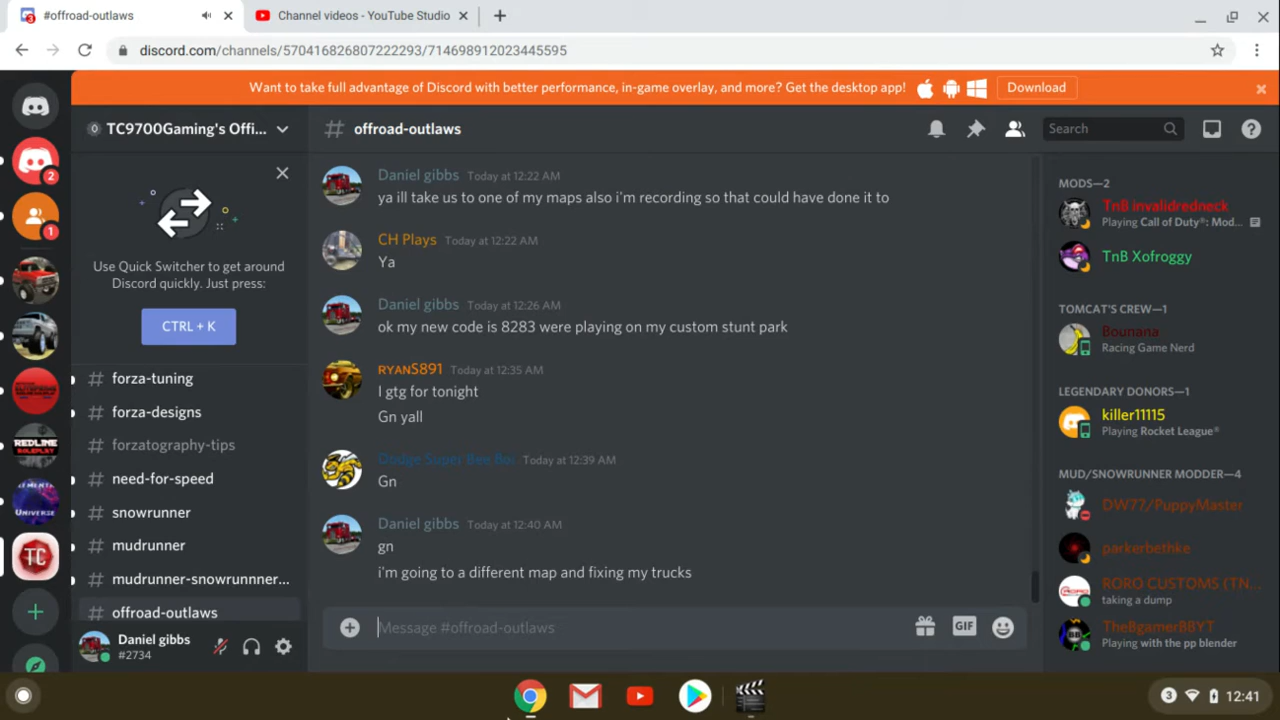 #offroad-outlaws
Channel videos - YouTube Studio
discord.com/channels/570416826807222293/714698912023445595
Want to take full advantage of Discord with better performance, in-game overlay, and more? Get the desktop app!
Download
TC9700Gaming's Offi...
# offroad-outlaws
Search
Use Quick Switcher to get around
Discord quickly. Just press:
CTRL + K
# forza-tuning
# forza-designs
# forzatography-tips
# need-for-speed
# snowrunner
# mudrunner
# mudrunner-snowrunnner...
# offroad-outlaws
2
1
REDLINE
ROLEPLAY
UNIVERSE
TC
Daniel gibbs
#2734
Daniel gibbs Today at 12:22 AM
ya ill take us to one of my maps also i'm recording so that could have done it to
CH Plays Today at 12:22 AM
Ya
Daniel gibbs Today at 12:26 AM
ok my new code is 8283 were playing on my custom stunt park
RYANS891 Today at 12:35 AM
I gtg for tonight
Gn yall
Dodge Super Bee Boi Today at 12:39 AM
Gn
Daniel gibbs Today at 12:40 AM
gn
i'm going to a different map and fixing my trucks
Message #offroad-outlaws
GIF
MODS—2
TnB invalidredneck
Playing Call of Duty®: Mod...
TnB Xofroggy
TOMCAT'S CREW—1
Bounana
Racing Game Nerd
LEGENDARY DONORS—1
killer11115
Playing Rocket League®
MUD/SNOWRUNNER MODDER—4
DW77/PuppyMaster
parkerbethke
RORO CUSTOMS (TN...
taking a dump
TheBgamerBBYT
Playing with the pp blender
3
12:41